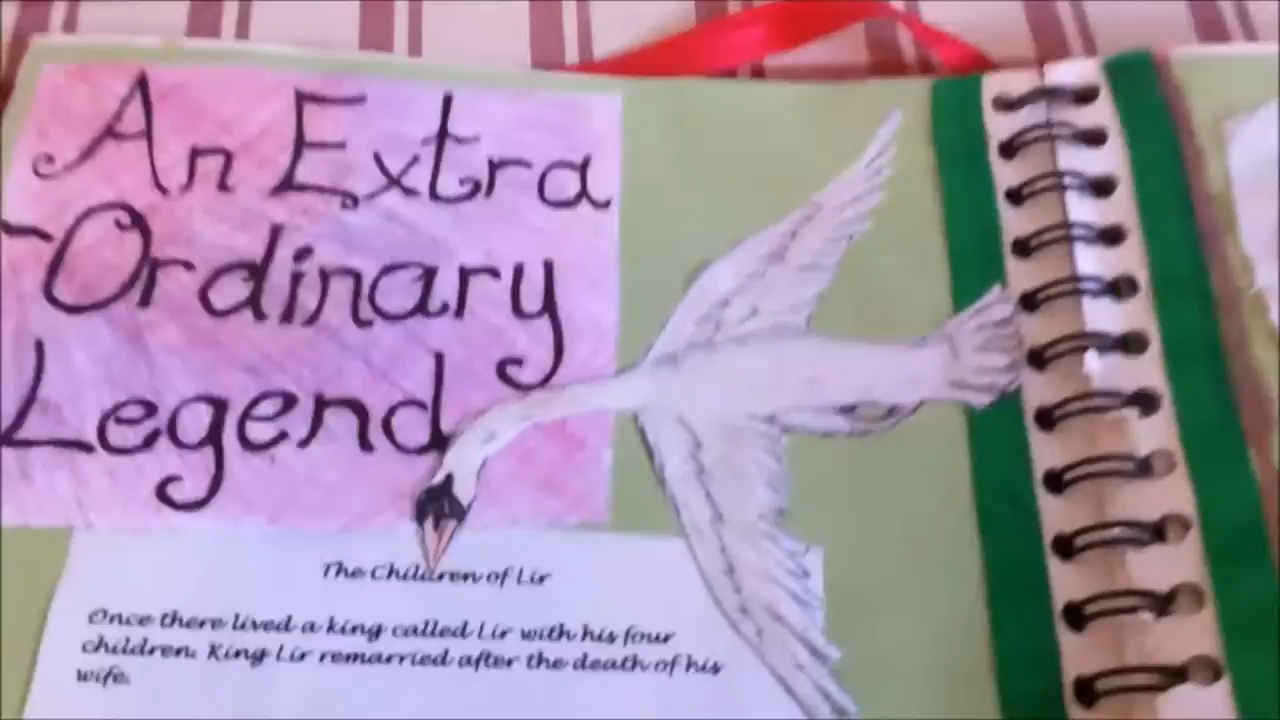 An Extra
-Ordinary
Legend
The Children of Lir
Once there lived a king called Lir with his four
children. King Lir remarried after the death of his
wife.